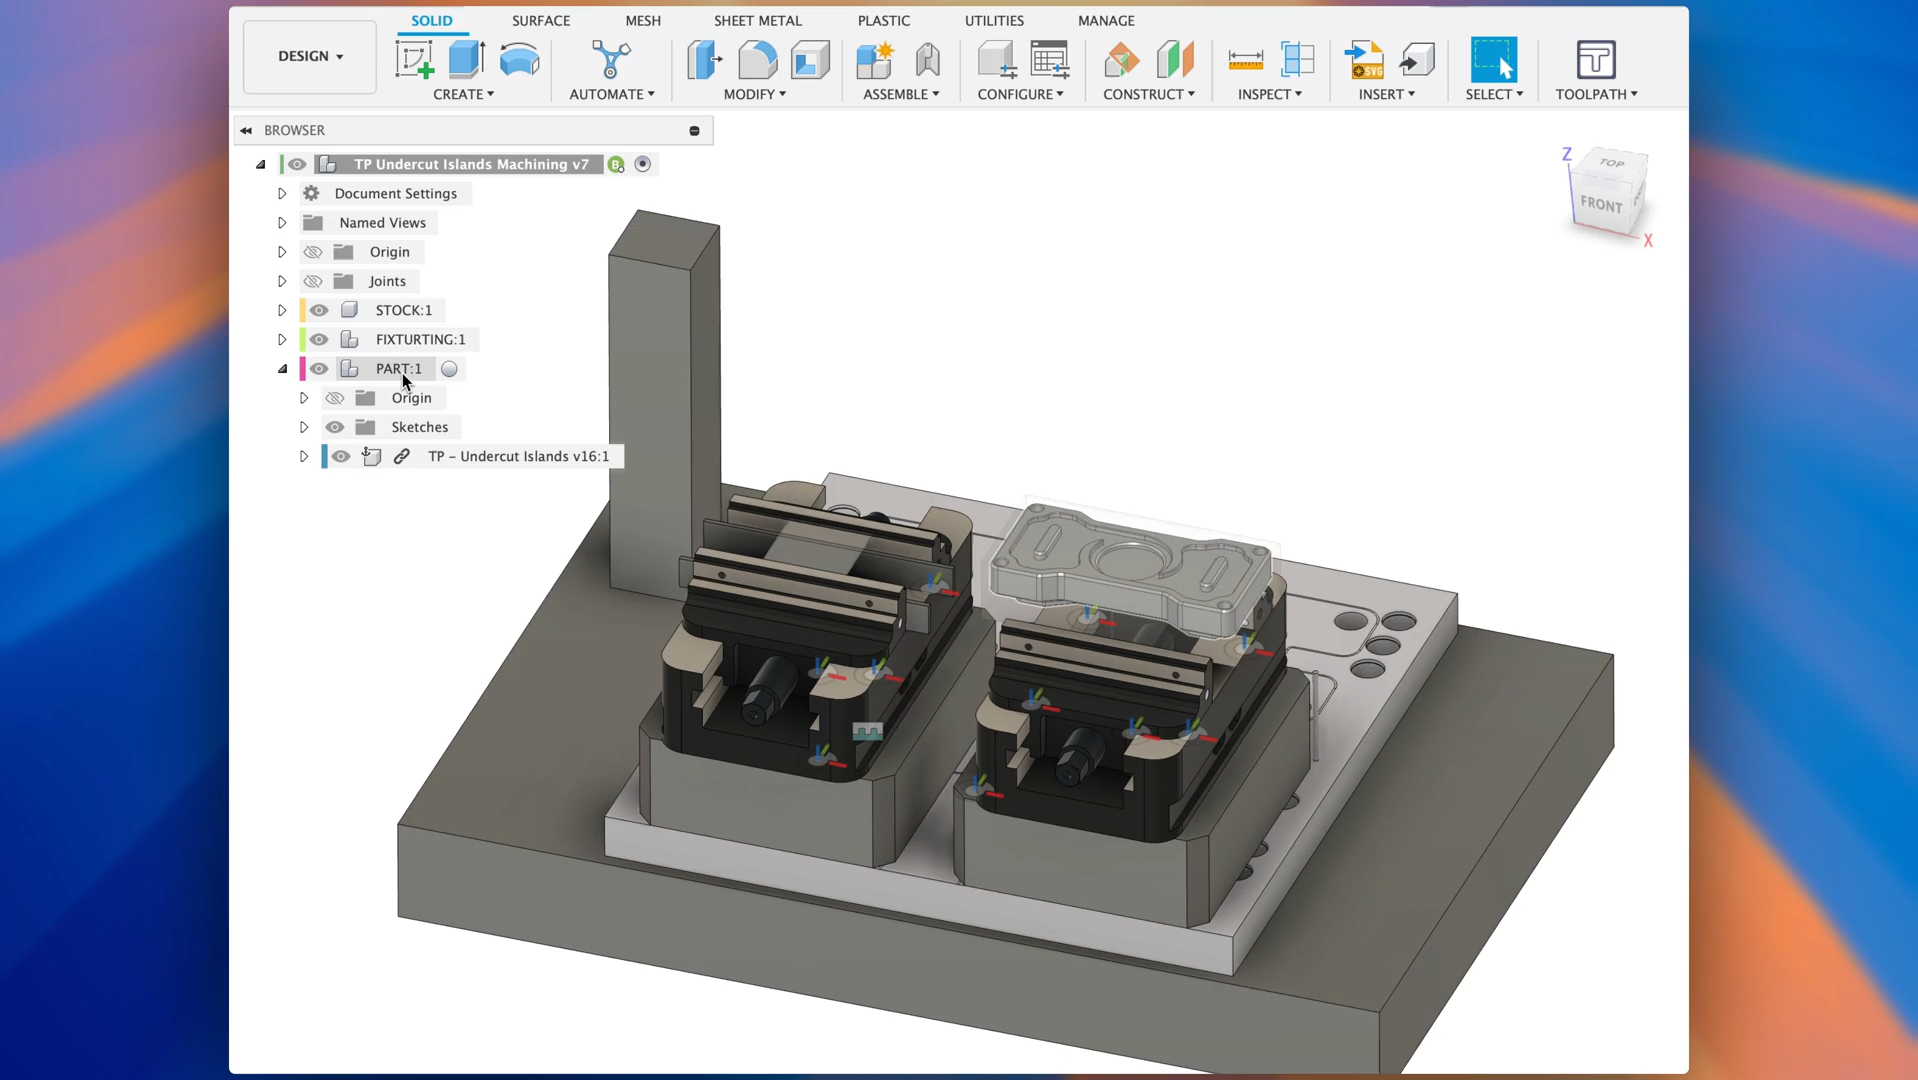 SOLID SURFACE MESH SHEET METAL PLASTIC UTILITIES MANAGE
DESIGN
CREATE AUTOMATE MODIFY ASSEMBLE CONFIGURE CONSTRUCT INSPECT INSERT SELECT TOOLPATH
SVG
BROWSER
TP Undercut Islands Machining v7
B
Document Settings
Named Views
Origin
Joints
STOCK:1
FIXTURTING:1
PART:1
Origin
Sketches
TP - Undercut Islands v16:1
Z
TOP
FRONT
X